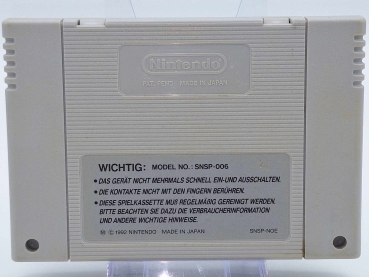 Nintendo
PAT. PEND. MADE IN JAPAN
WICHTIG: MODEL NO.: SNSP-006
• DAS GERÄT NICHT MEHRMALS SCHNELL EIN-UND AUSSCHALTEN.
• DIE KONTAKTE NICHT MIT DEN FINGERN BERÜHREN.
• DIESE SPIELKASSETTE MUß REGELMÄßIG GEREINIGT WERDEN.
BITTE BEACHTEN SIE DAZU DIE VERBRAUCHERINFORMATION
UND ANDERE WICHTIGE HINWEISE.
Ⓜ © 1992 NINTENDO MADE IN JAPAN SNSP-NOE